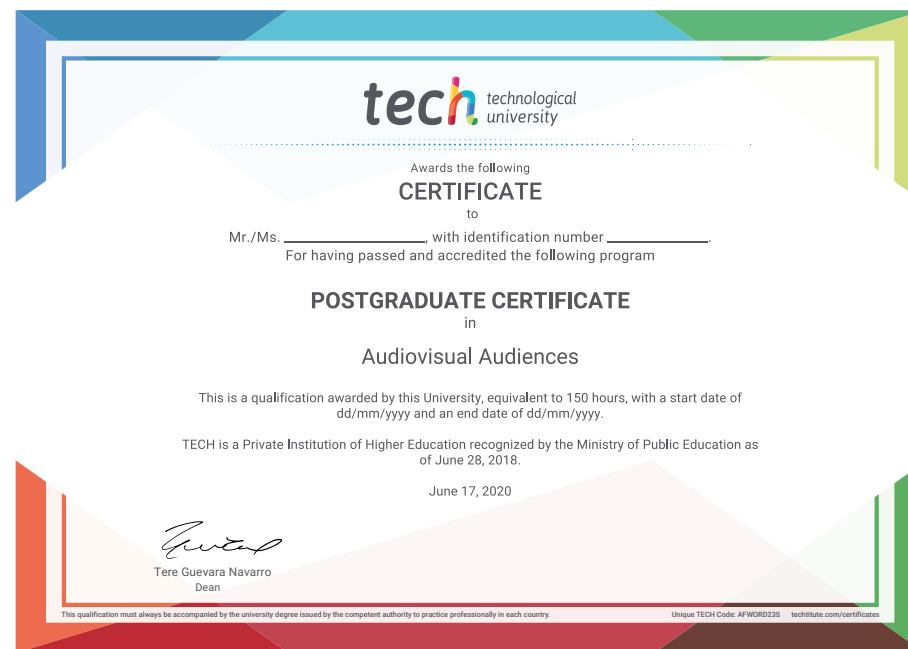 tech technological
university
Awards the following
CERTIFICATE
to
Mr./Ms. ____________________, with identification number ______________.
For having passed and accredited the following program
POSTGRADUATE CERTIFICATE
in
Audiovisual Audiences
This is a qualification awarded by this University, equivalent to 150 hours, with a start date of
dd/mm/yyyy and an end date of dd/mm/yyyy.
TECH is a Private Institution of Higher Education recognized by the Ministry of Public Education as
of June 28, 2018.
June 17, 2020
Tere Guevara Navarro
Dean
This qualification must always be accompanied by the university degree issued by the competent authority to practice professionally in each country. Unique TECH Code: AFWORD23S techtitute.com/certificates